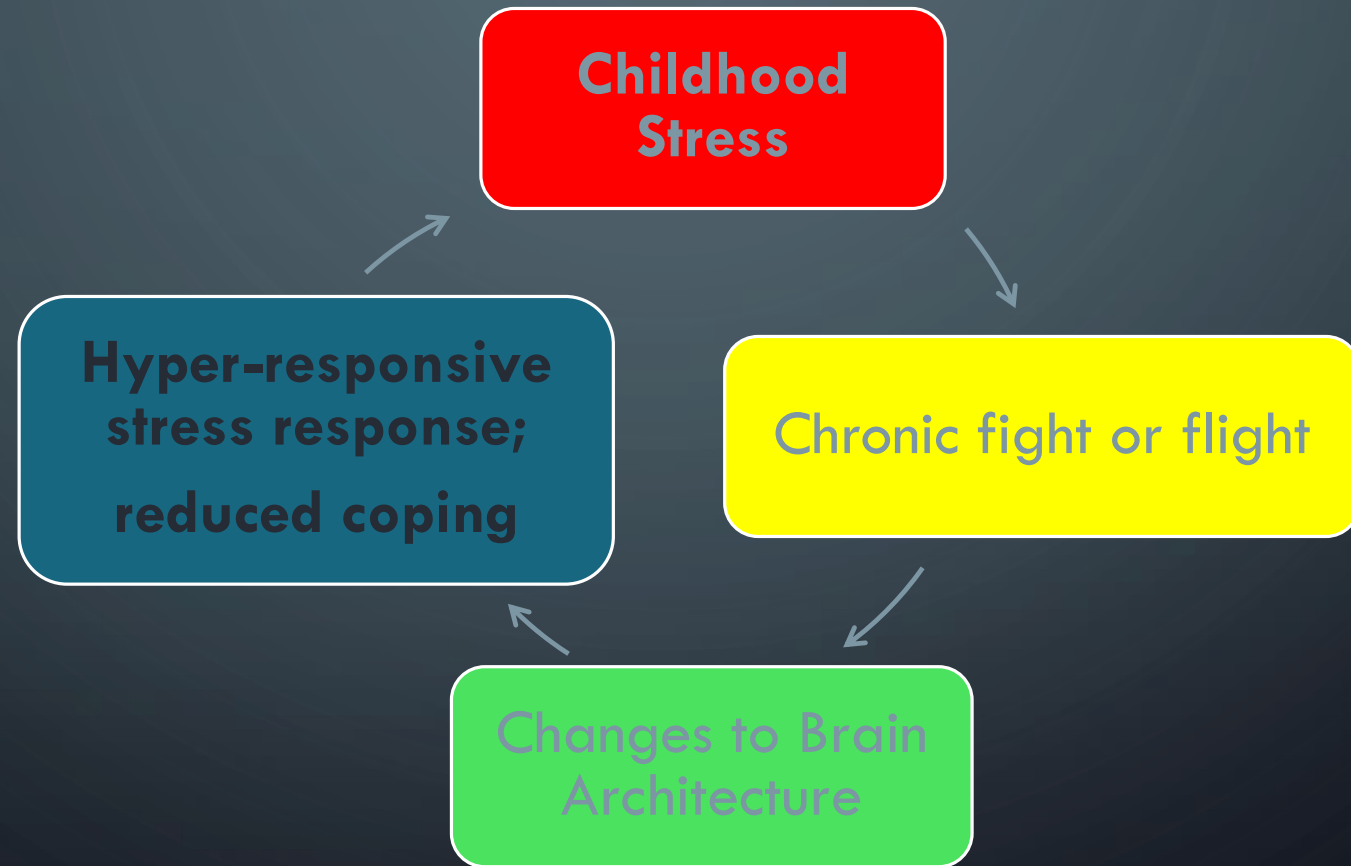 Childhood
Stress
Chronic fight or flight
Changes to Brain
Architecture
Hyper-responsive
stress response;
reduced coping